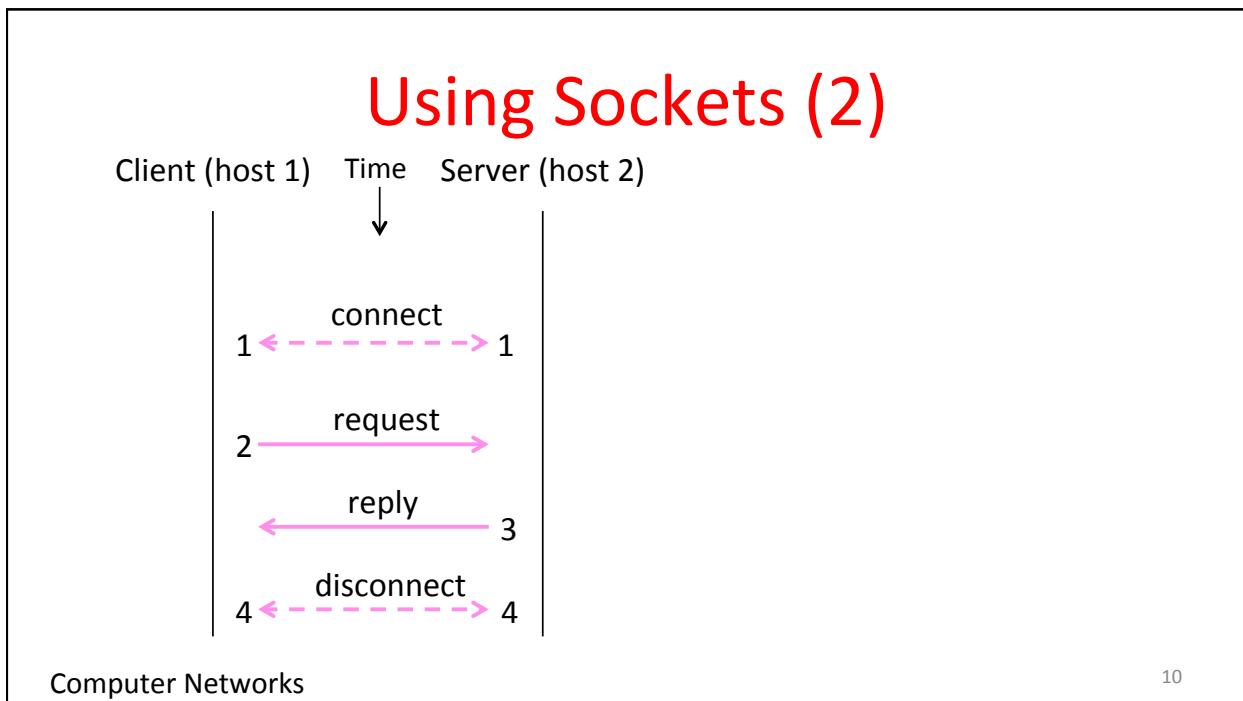 Using Sockets (2)
Client (host 1) Time Server (host 2)
connect
1 1
request
2
reply
3
disconnect
4 4
Computer Networks 10